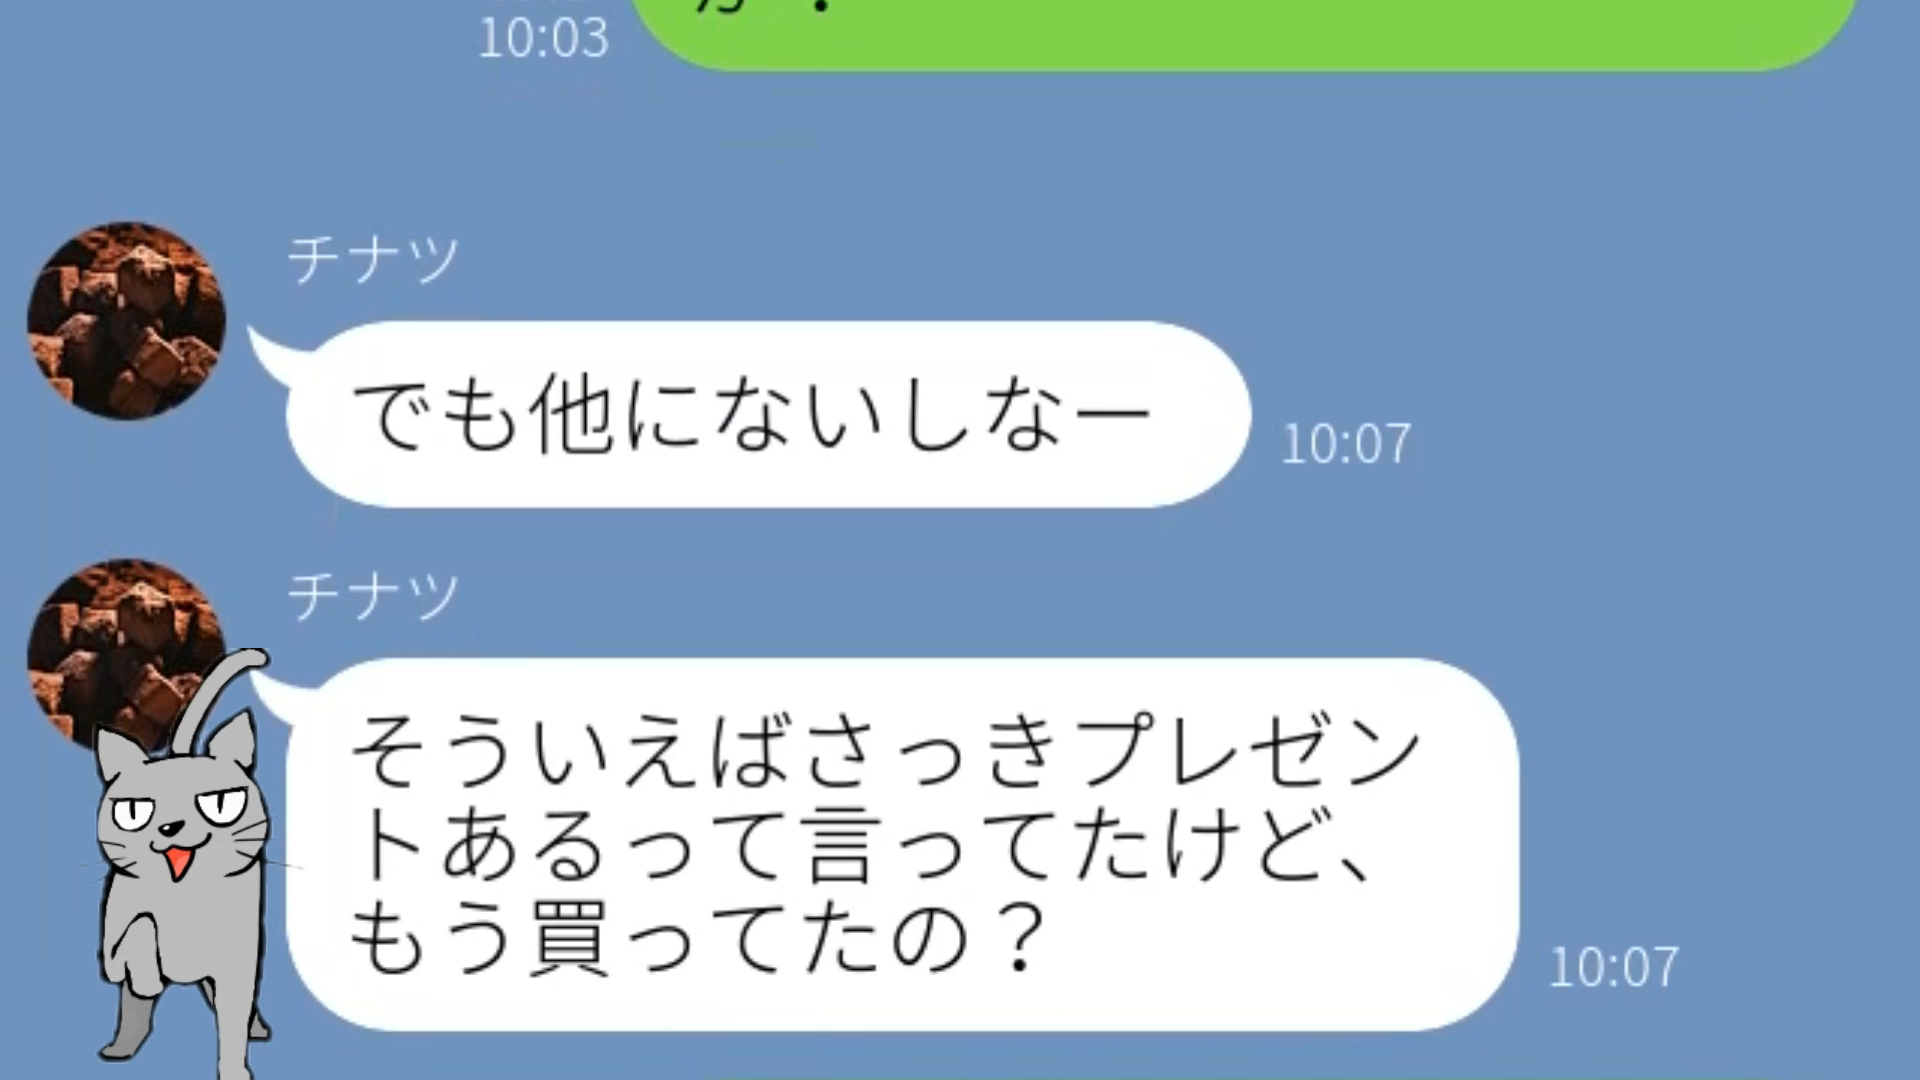 10:03
チナツ
でも他にないしなー
10:07
チナツ
そういえばさっきプレゼン
トあるって言ってたけど、
もう買ってたの？
10:07